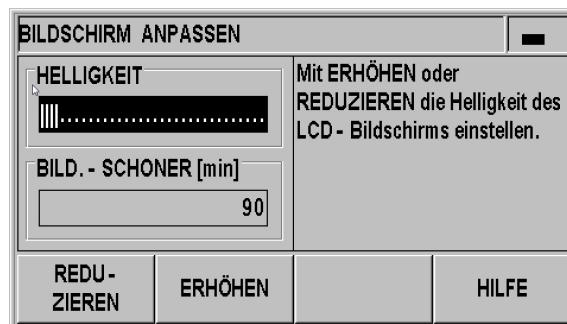 BILDSCHIRM ANPASSEN
HELLIGKEIT
BILD. - SCHONER [min]
90
Mit ERHÖHEN oder
REDUZIEREN die Helligkeit des
LCD - Bildschirms einstellen.
REDU -
ZIEREN
ERHÖHEN
HILFE